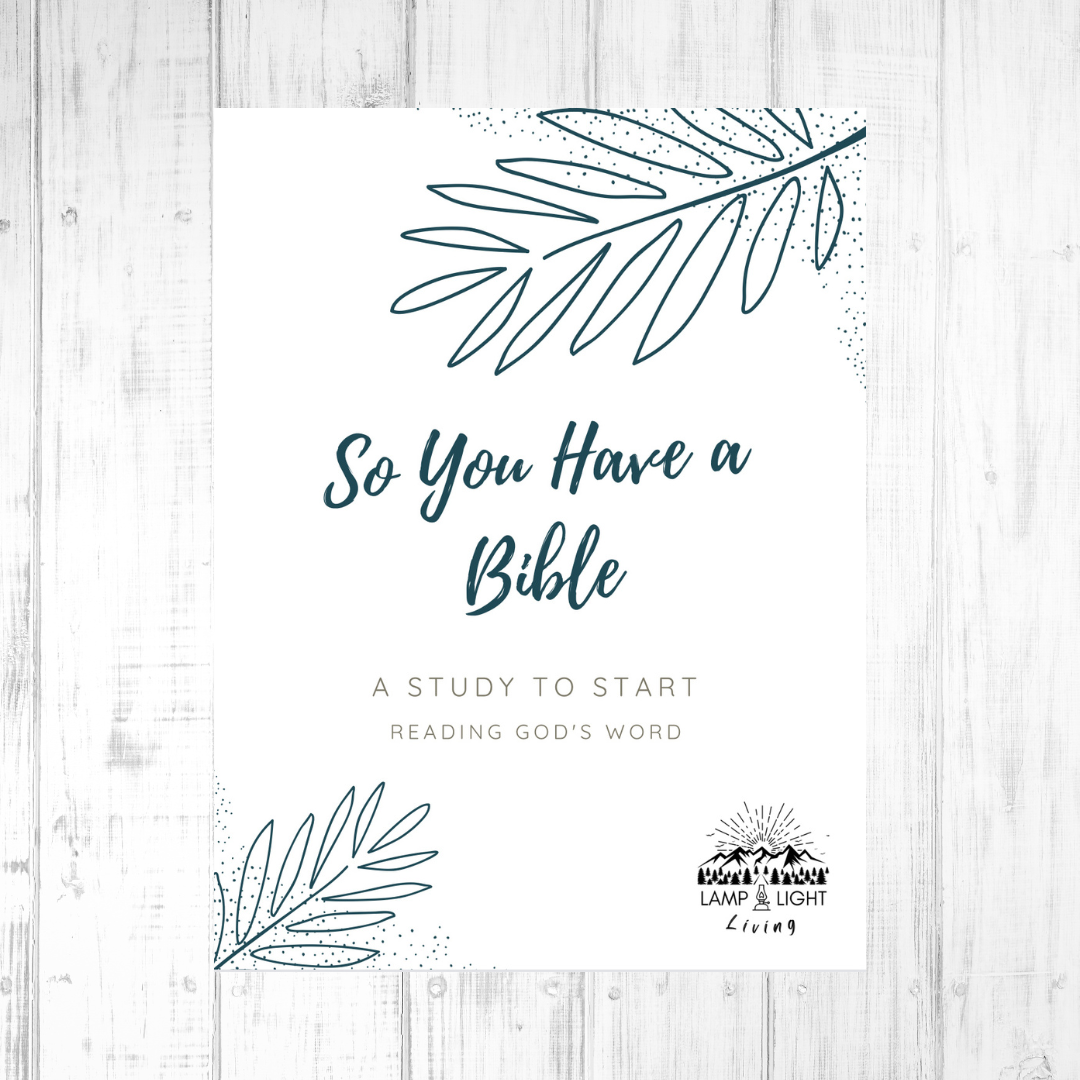 So You Have a
Bible
A STUDY TO START
READING GOD'S WORD
LAMP LIGHT
Living